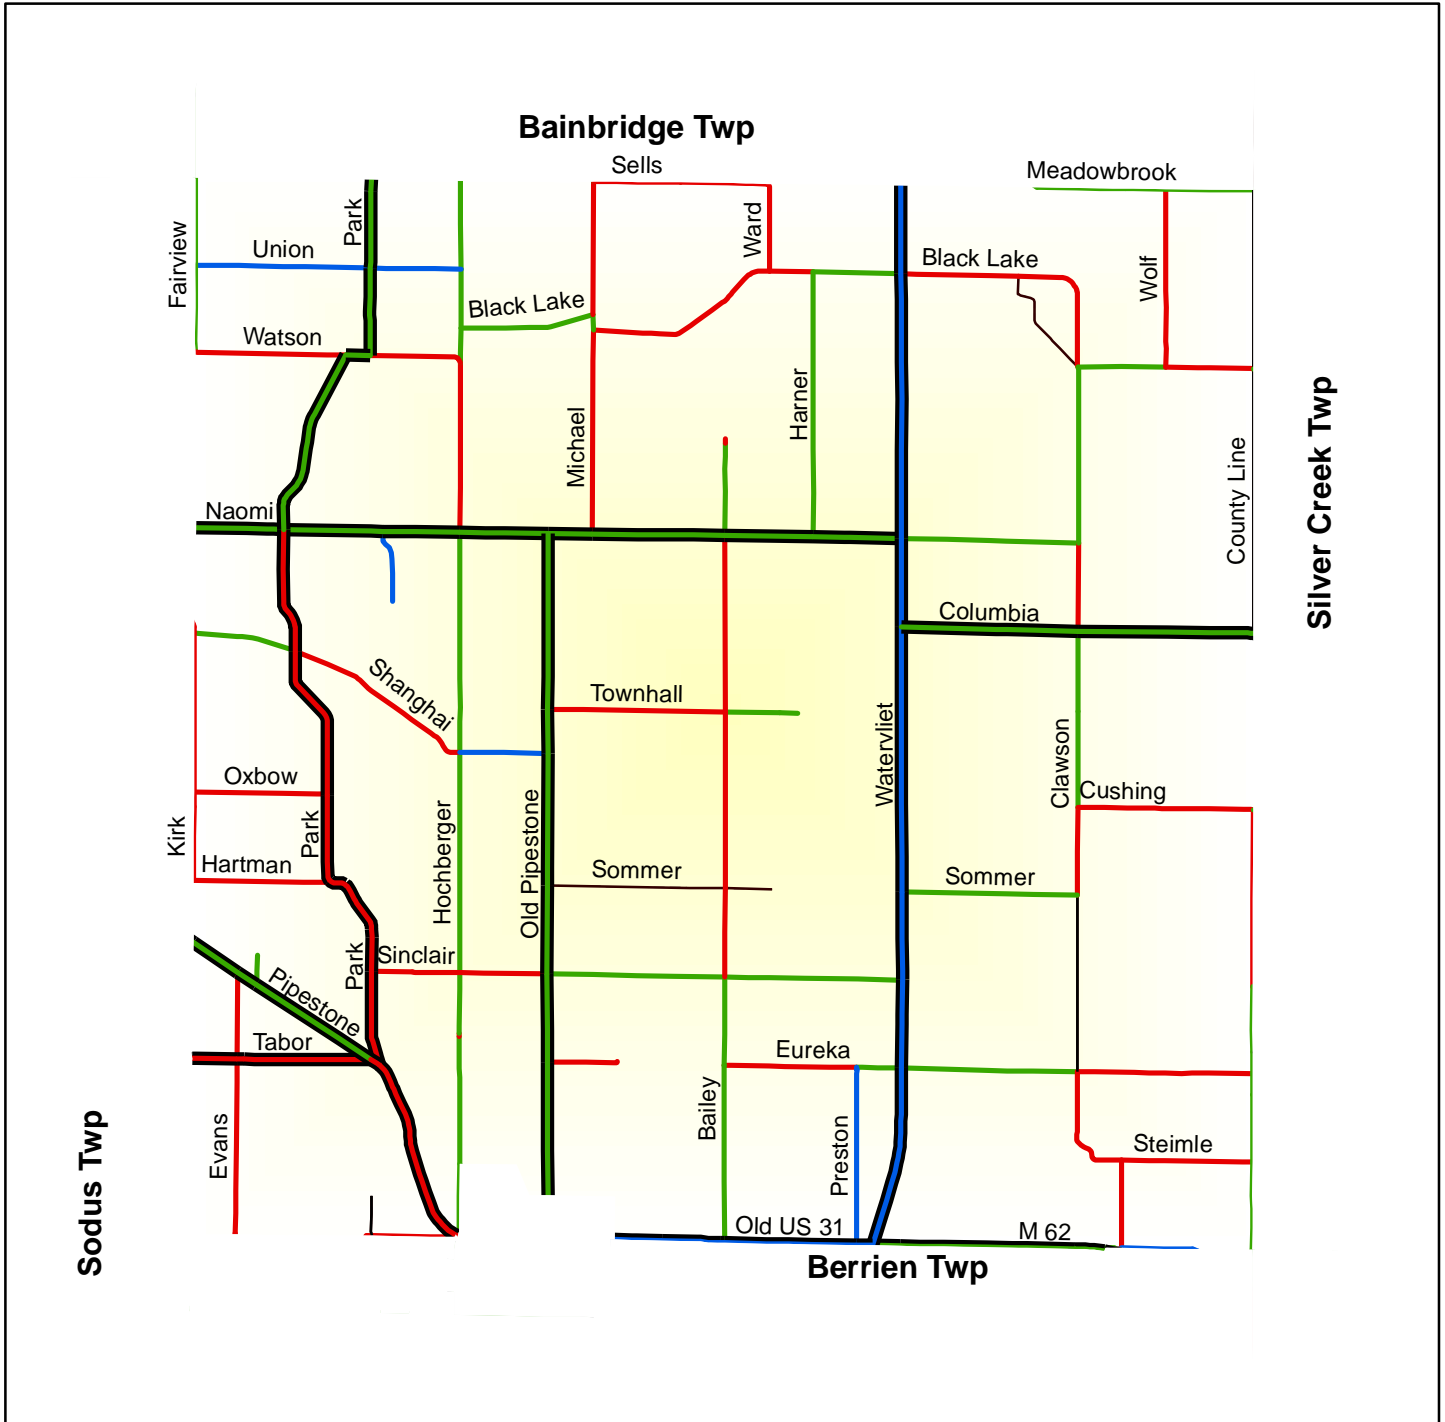 Bainbridge Twp
Sells
Meadowbrook
Park
Ward
Fairview
Union
Black Lake
Wolf
Black Lake
Watson
Harner
Michael
Silver Creek Twp
County Line
Naomi
Columbia
Shanghai
Townhall
Watervliet
Clawson
Oxbow
Cushing
Kirk
Park
Hochberger
Old Pipestone
Hartman
Sommer
Sommer
Park
Sinclair
Pipestone
Tabor
Eureka
Bailey
Evans
Preston
Steimle
Sodus Twp
Old US 31
M 62
Berrien Twp